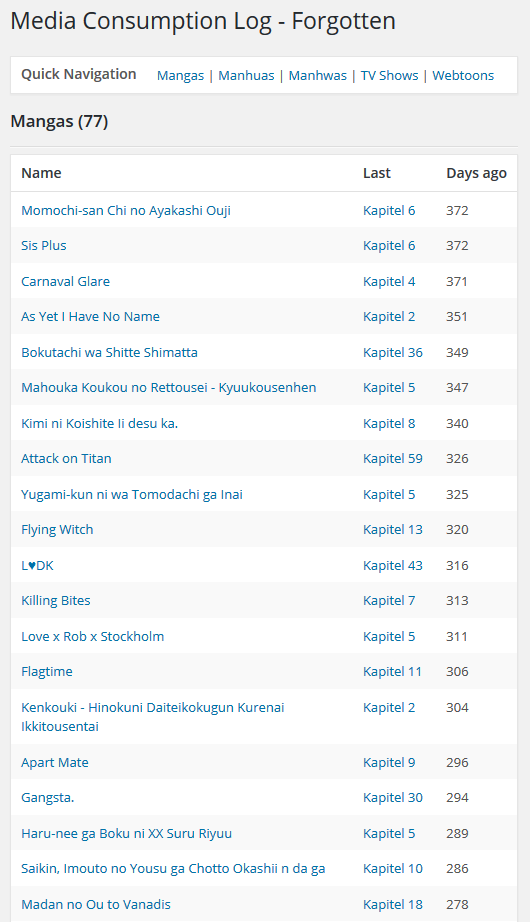 Media Consumption Log - Forgotten
Quick Navigation Mangas | Manhuas | Manhwas | TV Shows | Webtoons
Mangas (77)
Name Last Days ago
Momochi-san Chi no Ayakashi Ouji Kapitel 6 372
Sis Plus Kapitel 6 372
Carnaval Glare Kapitel 4 371
As Yet I Have No Name Kapitel 2 351
Bokutachi wa Shitte Shimatta Kapitel 36 349
Mahouka Koukou no Rettousei - Kyuukousenhen Kapitel 5 347
Kimi ni Koishite Ii desu ka. Kapitel 8 340
Attack on Titan Kapitel 59 326
Yugami-kun ni wa Tomodachi ga Inai Kapitel 5 325
Flying Witch Kapitel 13 320
L♥DK Kapitel 43 316
Killing Bites Kapitel 7 313
Love x Rob x Stockholm Kapitel 5 311
Flagtime Kapitel 11 306
Kenkouki - Hinokuni Daiteikokugun Kurenai Kapitel 2 304
Ikkitousentai
Apart Mate Kapitel 9 296
Gangsta. Kapitel 30 294
Haru-nee ga Boku ni XX Suru Riyuu Kapitel 5 289
Saikin, Imouto no Yousu ga Chotto Okashii n da ga Kapitel 10 286
Madan no Ou to Vanadis Kapitel 18 278